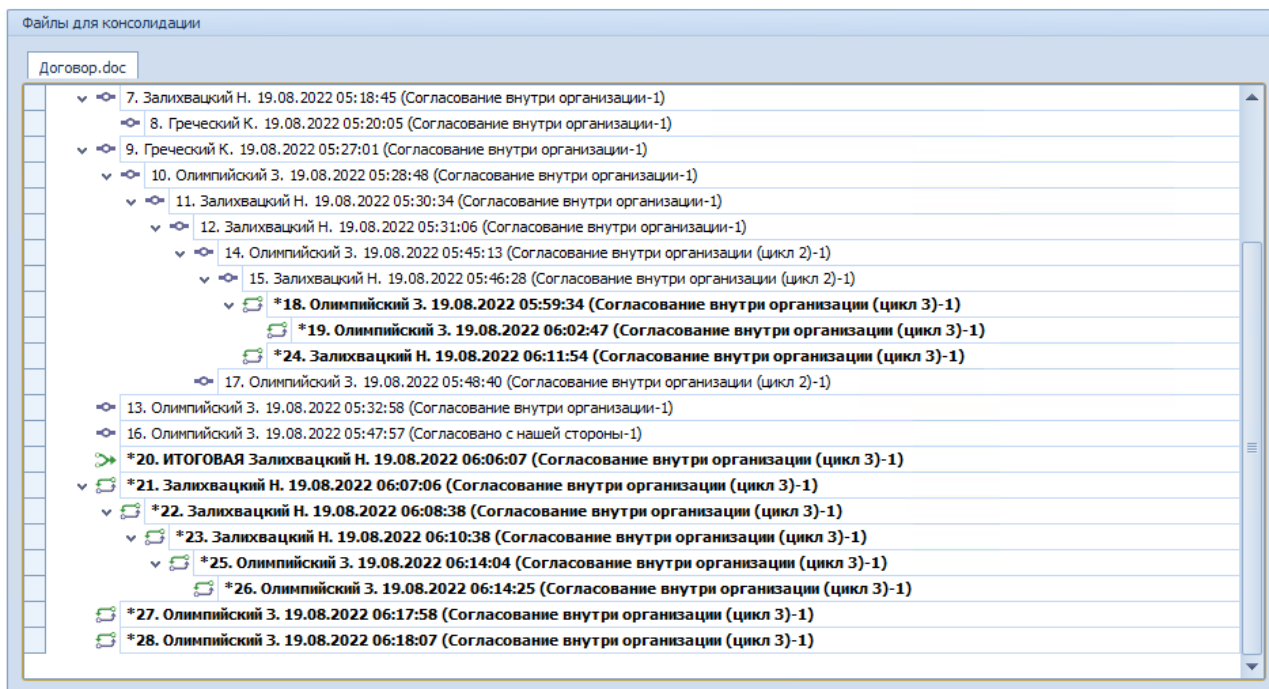 Файлы для консолидации
Договор.doc
7. Залихвацкий Н. 19.08.2022 05:18:45 (Согласование внутри организации-1)
8. Греческий К. 19.08.2022 05:20:05 (Согласование внутри организации-1)
9. Греческий К. 19.08.2022 05:27:01 (Согласование внутри организации-1)
10. Олимпийский З. 19.08.2022 05:28:48 (Согласование внутри организации-1)
11. Залихвацкий Н. 19.08.2022 05:30:34 (Согласование внутри организации-1)
12. Залихвацкий Н. 19.08.2022 05:31:06 (Согласование внутри организации-1)
14. Олимпийский З. 19.08.2022 05:45:13 (Согласование внутри организации (цикл 2)-1)
15. Залихвацкий Н. 19.08.2022 05:46:28 (Согласование внутри организации (цикл 2)-1)
*18. Олимпийский З. 19.08.2022 05:59:34 (Согласование внутри организации (цикл 3)-1)
*19. Олимпийский З. 19.08.2022 06:02:47 (Согласование внутри организации (цикл 3)-1)
*24. Залихвацкий Н. 19.08.2022 06:11:54 (Согласование внутри организации (цикл 3)-1)
17. Олимпийский З. 19.08.2022 05:48:40 (Согласование внутри организации (цикл 2)-1)
13. Олимпийский З. 19.08.2022 05:32:58 (Согласование внутри организации-1)
16. Олимпийский З. 19.08.2022 05:47:57 (Согласовано с нашей стороны-1)
*20. ИТОГОВАЯ Залихвацкий Н. 19.08.2022 06:06:07 (Согласование внутри организации (цикл 3)-1)
*21. Залихвацкий Н. 19.08.2022 06:07:06 (Согласование внутри организации (цикл 3)-1)
*22. Залихвацкий Н. 19.08.2022 06:08:38 (Согласование внутри организации (цикл 3)-1)
*23. Залихвацкий Н. 19.08.2022 06:10:38 (Согласование внутри организации (цикл 3)-1)
*25. Олимпийский З. 19.08.2022 06:14:04 (Согласование внутри организации (цикл 3)-1)
*26. Олимпийский З. 19.08.2022 06:14:25 (Согласование внутри организации (цикл 3)-1)
*27. Олимпийский З. 19.08.2022 06:17:58 (Согласование внутри организации (цикл 3)-1)
*28. Олимпийский З. 19.08.2022 06:18:07 (Согласование внутри организации (цикл 3)-1)